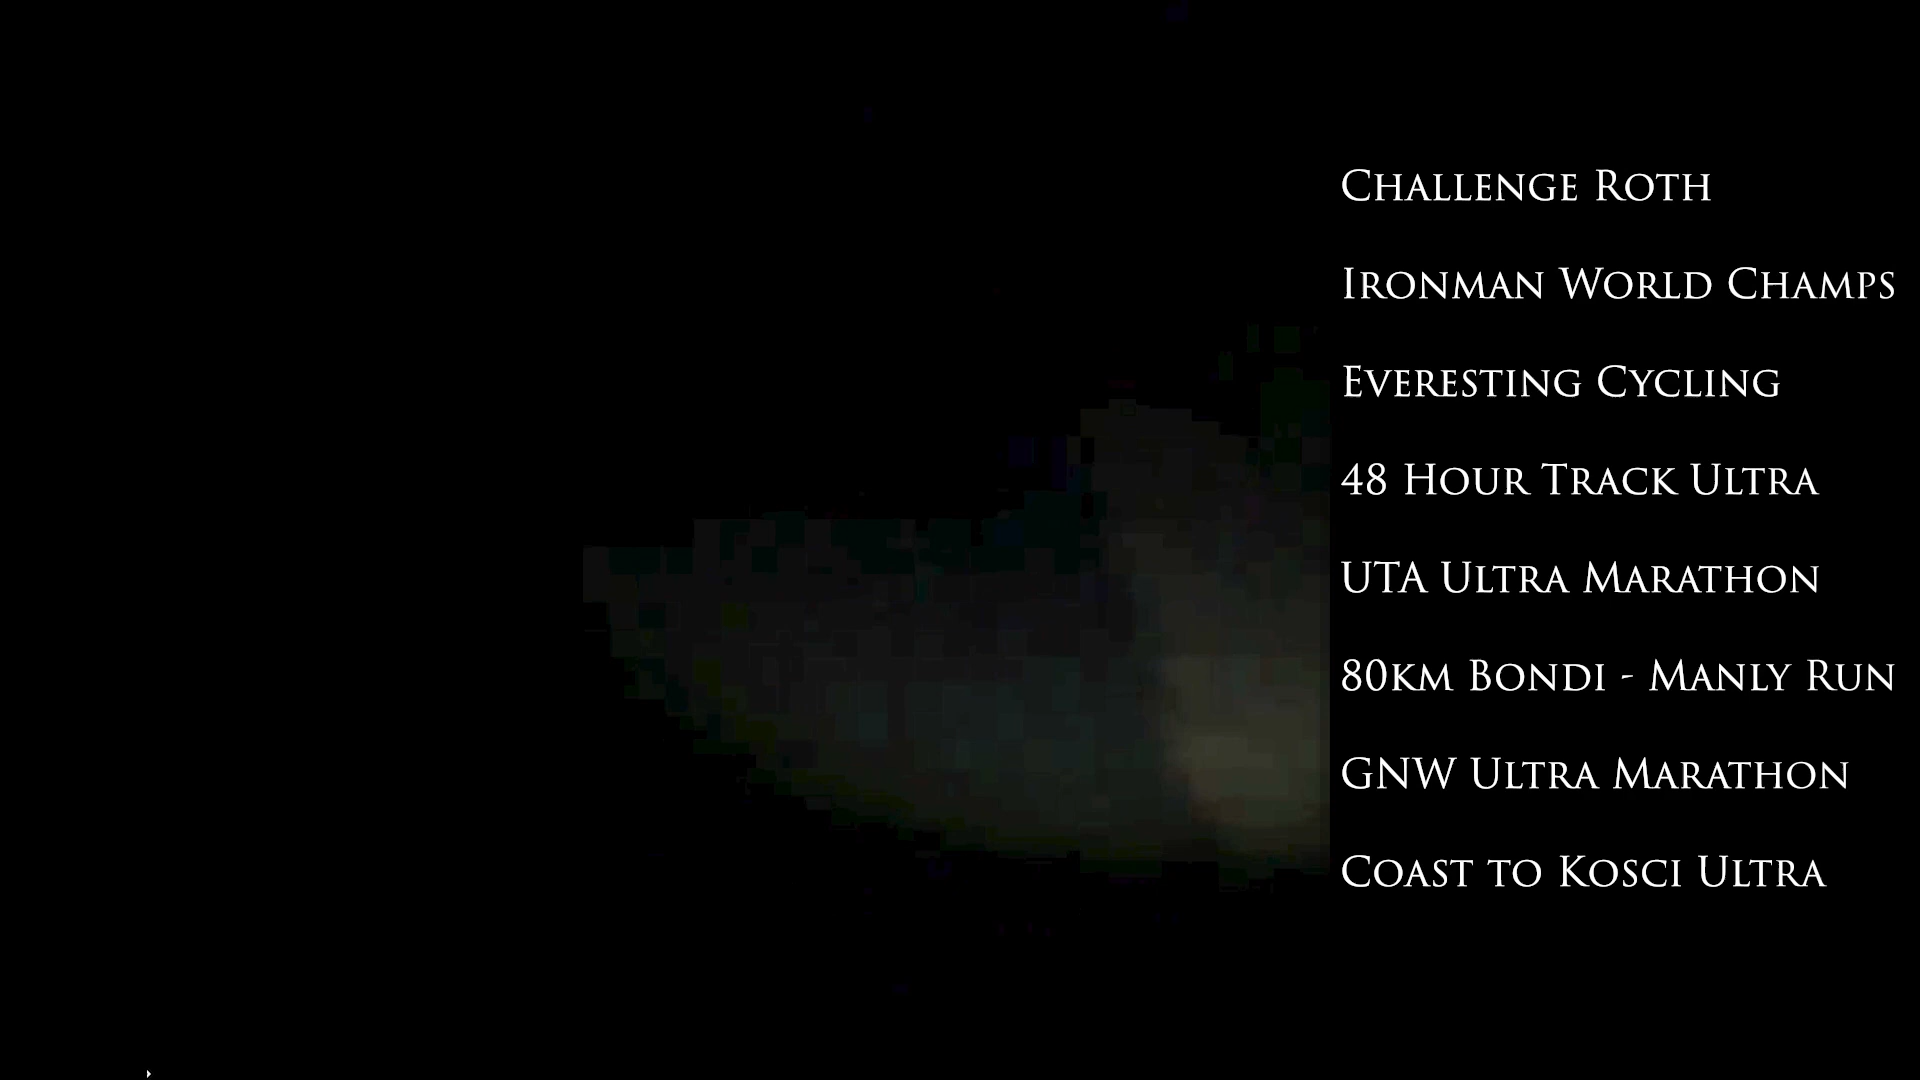 Challenge Roth
Ironman World Champs
Everesting Cycling
48 Hour Track Ultra
UTA Ultra Marathon
80km Bondi - Manly Run
GNW Ultra Marathon
Coast to Kosci Ultra